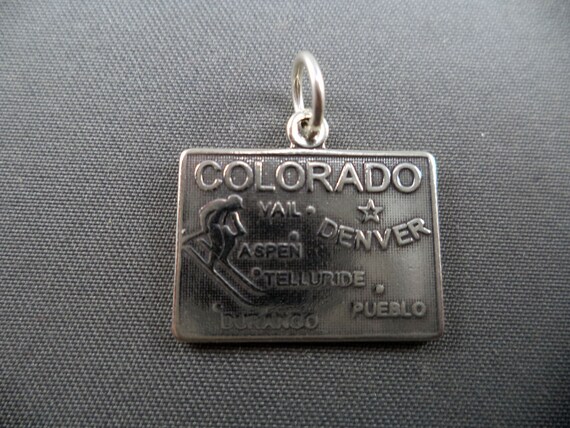 COLORADO
VAIL
DENVER
ASPEN
TELLURIDE
PUEBLO
DURANGO